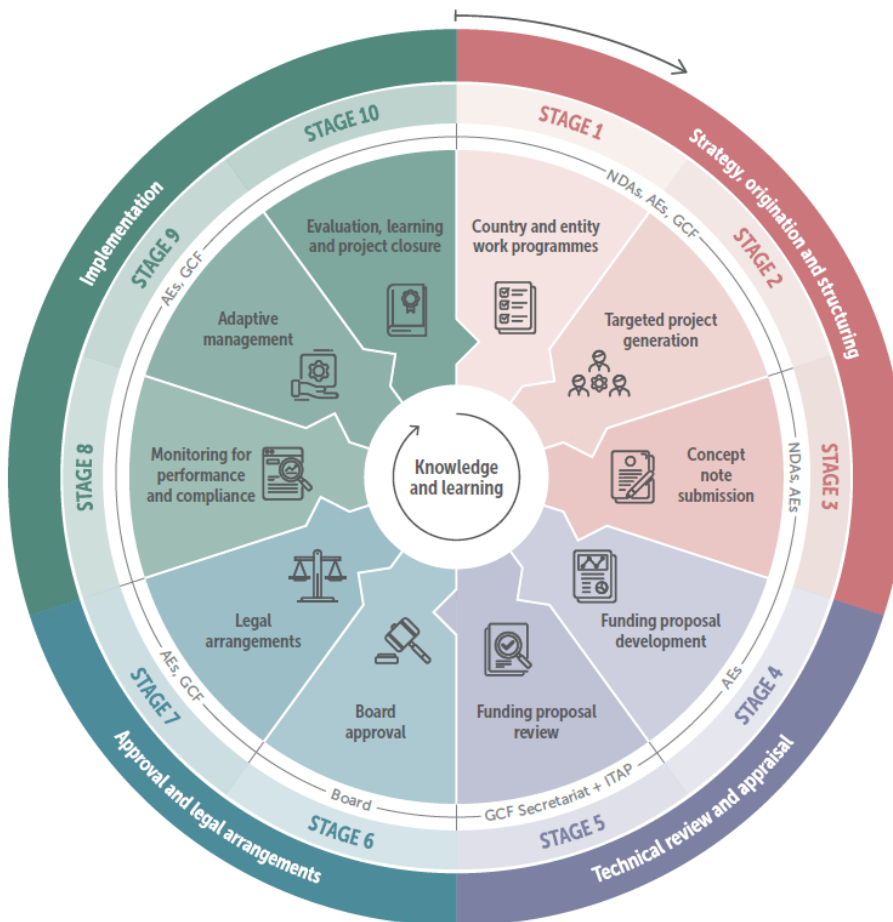 Strategy, origination and structuring
STAGE 1
NDAs, AEs, GCF
Country and entity
work programmes
STAGE 2
Targeted project
generation
STAGE 3
NDAs, AEs
Concept
note
submission
Technical review and appraisal
STAGE 4
AEs
Funding proposal
development
STAGE 5
GCF Secretariat + ITAP
Funding proposal
review
Approval and legal arrangements
STAGE 6
Board
Board
approval
STAGE 7
AEs, GCF
Legal
arrangements
Implementation
STAGE 8
Monitoring for
performance
and compliance
STAGE 9
AEs, GCF
Adaptive
management
STAGE 10
Evaluation, learning
and project closure
Knowledge
and learning